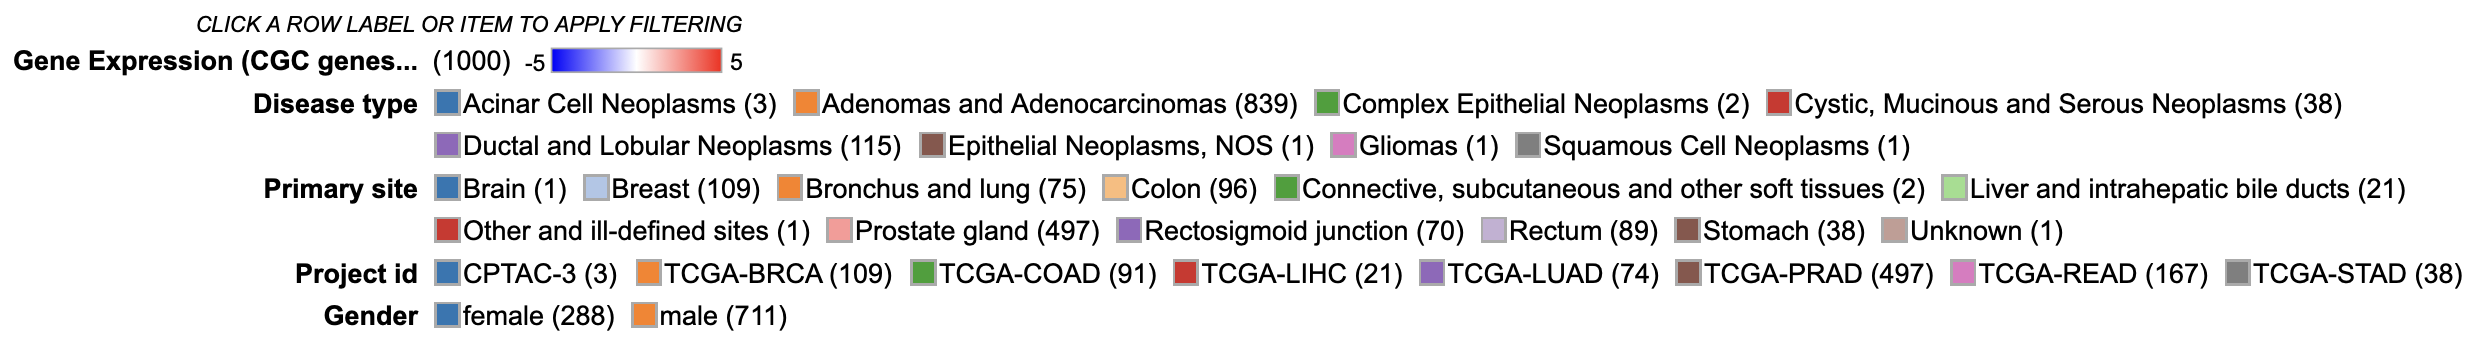 CLICK A ROW LABEL OR ITEM TO APPLY FILTERING
Gene Expression (CGC genes... (1000) -5 5
Disease type Acinar Cell Neoplasms (3) Adenomas and Adenocarcinomas (839) Complex Epithelial Neoplasms (2) Cystic, Mucinous and Serous Neoplasms (38)
Ductal and Lobular Neoplasms (115) Epithelial Neoplasms, NOS (1) Gliomas (1) Squamous Cell Neoplasms (1)
Primary site Brain (1) Breast (109) Bronchus and lung (75) Colon (96) Connective, subcutaneous and other soft tissues (2) Liver and intrahepatic bile ducts (21)
Other and ill-defined sites (1) Prostate gland (497) Rectosigmoid junction (70) Rectum (89) Stomach (38) Unknown (1)
Project id CPTAC-3 (3) TCGA-BRCA (109) TCGA-COAD (91) TCGA-LIHC (21) TCGA-LUAD (74) TCGA-PRAD (497) TCGA-READ (167) TCGA-STAD (38)
Gender female (288) male (711)